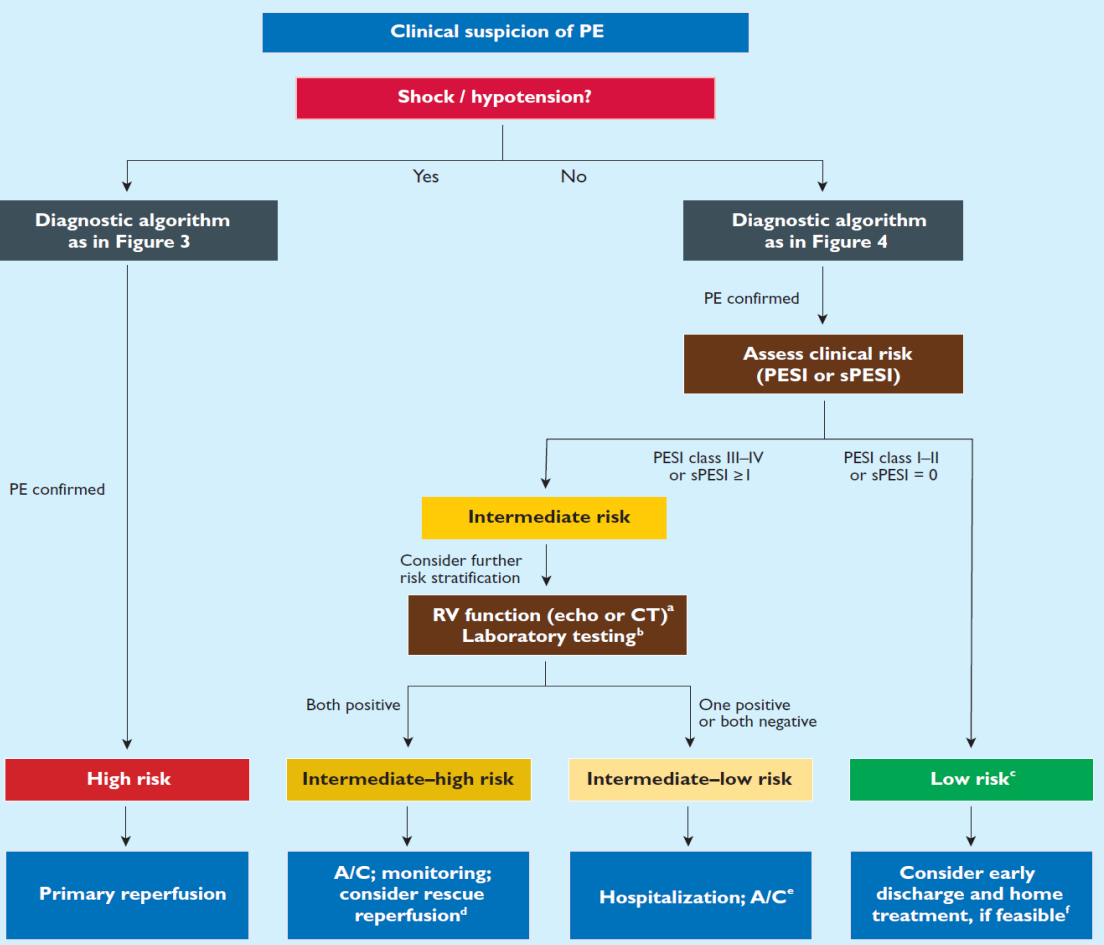 Clinical suspicion of PE
Shock / hypotension?
Yes
No
Diagnostic algorithm
as in Figure 3
Diagnostic algorithm
as in Figure 4
PE confirmed
Assess clinical risk
(PESI or sPESI)
PESI class III–IV
or sPESI ≥1
PESI class I–II
or sPESI = 0
PE confirmed
Intermediate risk
Consider further
risk stratification
RV function (echo or CT)a
Laboratory testingb
Both positive
One positive
or both negative
High risk
Intermediate–high risk
Intermediate–low risk
Low riskc
Primary reperfusion
A/C; monitoring;
consider rescue
reperfusiond
Hospitalization; A/Ce
Consider early
discharge and home
treatment, if feasiblef